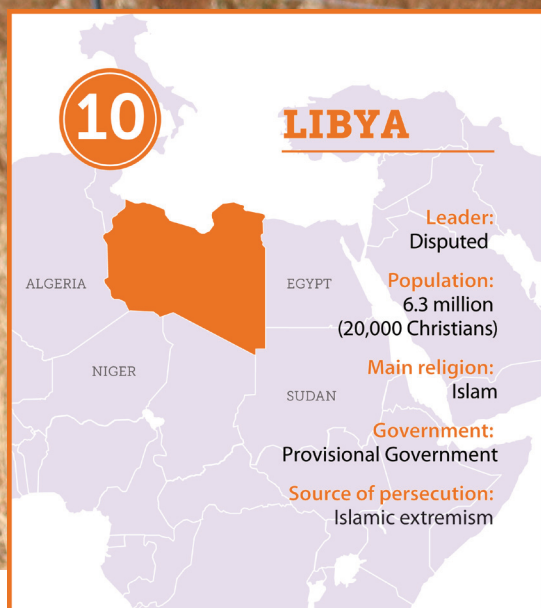 10
LIBYA
Leader:
Disputed
ALGERIA
EGYPT
Population:
6.3 million
(20,000 Christians)
NIGER
Main religion:
Islam
SUDAN
Government:
Provisional Government
Source of persecution:
Islamic extremism